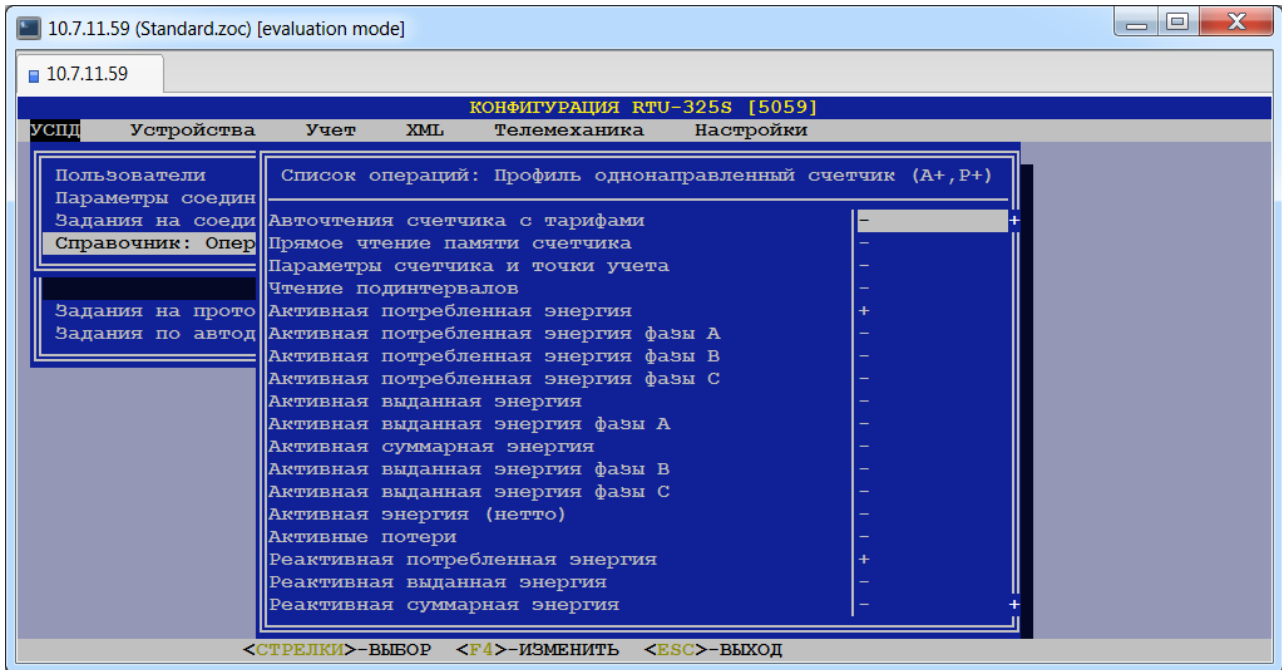 10.7.11.59 (Standard.zoc) [evaluation mode]
10.7.11.59
КОНФИГУРАЦИЯ RTU-325S [5059]
УСПД Устройства Учет XML Телемеханика Настройки
Пользователи
Параметры соедин
Задания на соеди
Справочник: Опер
Задания на прото
Задания по автод
Список операций: Профиль однонаправленный счетчик (A+,P+)
Авточтения счетчика с тарифами - +
Прямое чтение памяти счетчика -
Параметры счетчика и точки учета -
Чтение подинтервалов -
Активная потребленная энергия +
Активная потребленная энергия фазы A -
Активная потребленная энергия фазы B -
Активная потребленная энергия фазы C -
Активная выданная энергия -
Активная выданная энергия фазы A -
Активная суммарная энергия -
Активная выданная энергия фазы B -
Активная выданная энергия фазы C -
Активная энергия (нетто) -
Активные потери -
Реактивная потребленная энергия +
Реактивная выданная энергия -
Реактивная суммарная энергия - +
<СТРЕЛКИ>-ВЫБОР <F4>-ИЗМЕНИТЬ <ESC>-ВЫХОД